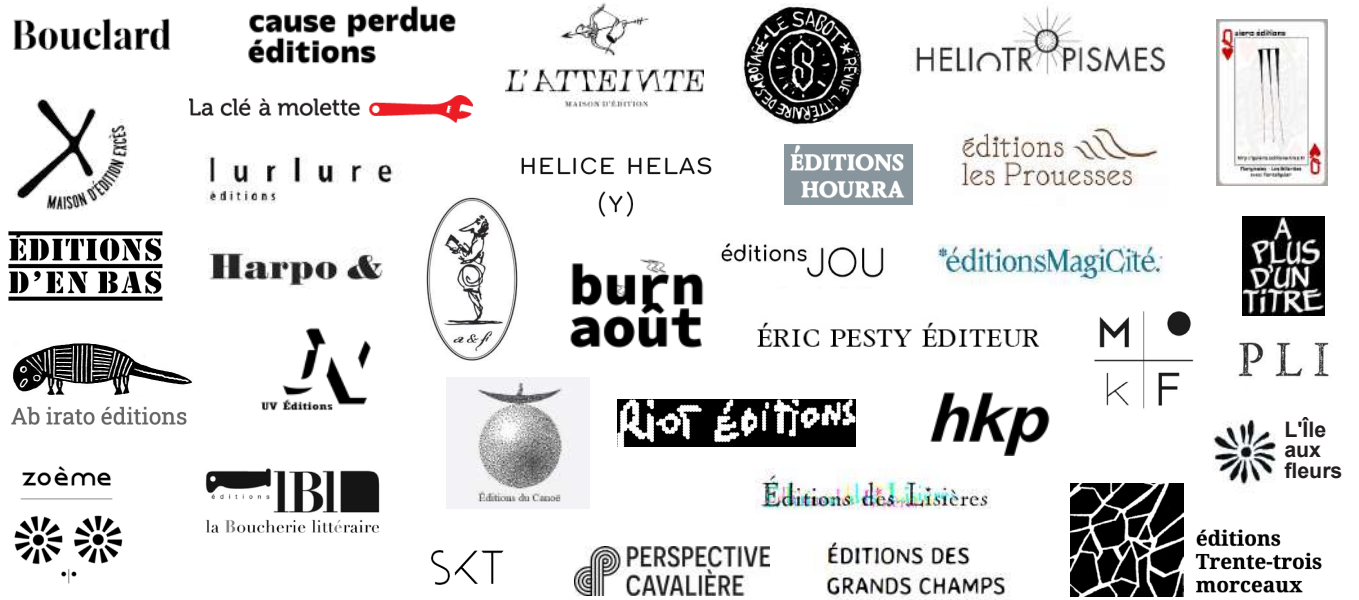 Bouclard
cause perdue
éditions
L'ATTEINTE
MAISON D'ÉDITION
LE SABOT * REVUE LITTÉRAIRE DE SABOTAGE *
HELIOTROPISMES
Q
uiero éditions
La clé à molette
MAISON D'ÉDITION EXCÈS
lurlure
éditions
HELICE HELAS
(Y)
ÉDITIONS
HOURRA
éditions
les Prouesses
ÉDITIONS
D'EN BAS
Harpo &
a & fi
burn
août
éditions JOU
*éditionsMagiCité.
A
PLUS
D'UN
TITRE
ÉRIC PESTY ÉDITEUR
M
k F
PLI
Ab irato éditions
UV Éditions
Éditions du Canoë
RiOT ÉDiTiONS
hkp
L'Île
aux
fleurs
zoème
éditions lBl
la Boucherie littéraire
Éditions des Lisières
SKT
PERSPECTIVE
CAVALIÈRE
ÉDITIONS DES
GRANDS CHAMPS
éditions
Trente-trois
morceaux